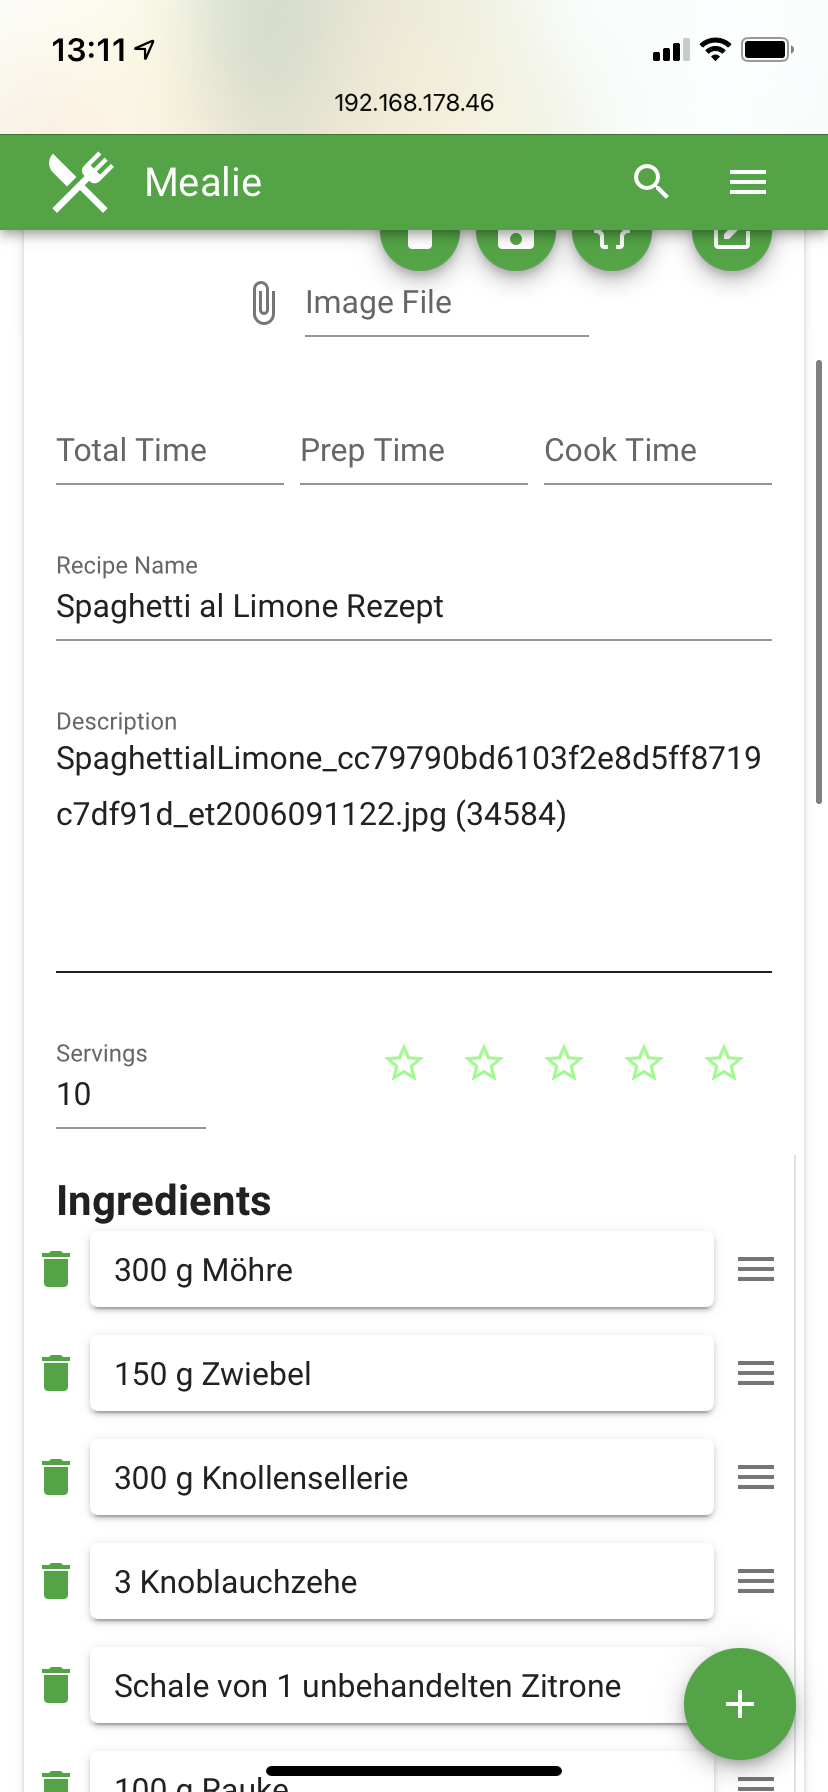 13:11
192.168.178.46
Mealie
Image File
Total Time Prep Time Cook Time
Recipe Name
Spaghetti al Limone Rezept
Description
SpaghettialLimone_cc79790bd6103f2e8d5ff8719
c7df91d_et2006091122.jpg (34584)
Servings
10
Ingredients
300 g Möhre
150 g Zwiebel
300 g Knollensellerie
3 Knoblauchzehe
Schale von 1 unbehandelten Zitrone
100 g Rauke